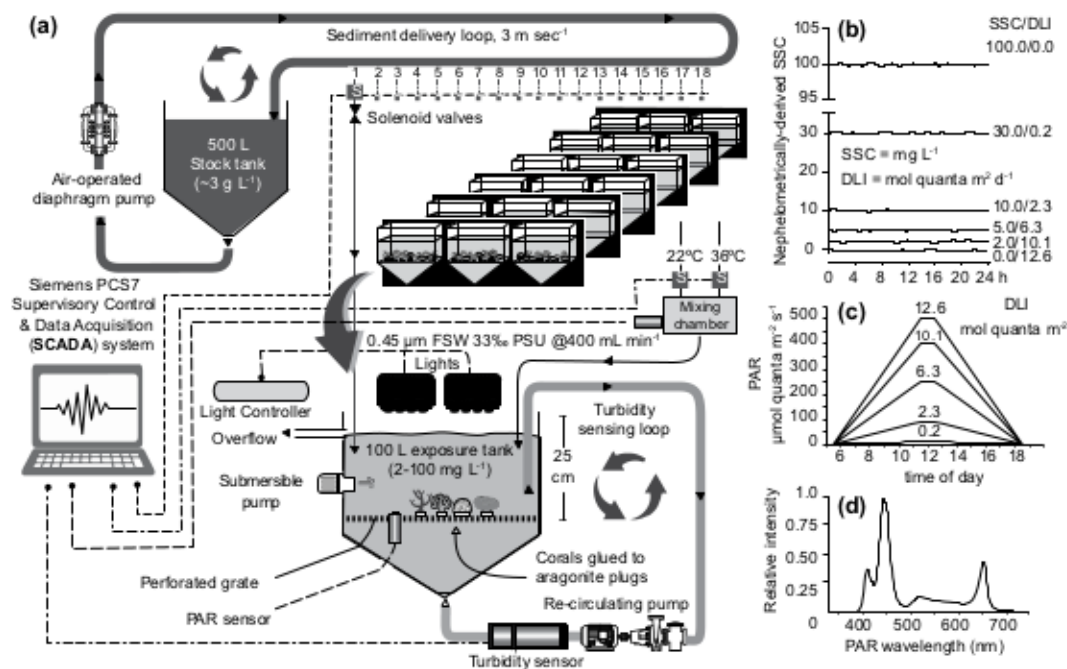 (a)
Sediment delivery loop, 3 m sec⁻¹
1 2 3 4 5 6 7 8 9 10 11 12 13 14 15 16 17 18
S
Solenoid valves
500 L
Stock tank
(~3 g L⁻¹)
Air-operated
diaphragm pump
Siemens PCS7
Supervisory Control
& Data Acquisition
(SCADA) system
22ºC 36ºC
S S
Mixing
chamber
0.45 µm FSW 33‰ PSU @400 mL min⁻¹
Lights
Light Controller
Overflow
Submersible
pump
100 L exposure tank
(2-100 mg L⁻¹)
25
cm
Turbidity
sensing loop
Perforated grate
PAR sensor
Corals glued to
aragonite plugs
Re-circulating pump
Turbidity sensor
(b)
SSC/DLI
Nephelometrically-derived SSC
105
100
95
30
20
10
0
100.0/0.0
30.0/0.2
SSC = mg L⁻¹
DLI = mol quanta m² d⁻¹
10.0/2.3
5.0/6.3
2.0/10.1
0.0/12.6
0 4 8 12 16 20 24 h
(c)
DLI
mol quanta m²
PAR
µmol quanta m⁻² s⁻¹
500
400
300
200
100
0
12.6
10.1
6.3
2.3
0.2
6 8 10 12 14 16 18
time of day
(d)
Relative intensity
1.0
0.75
0.50
0.25
0
400 500 600 700
PAR wavelength (nm)